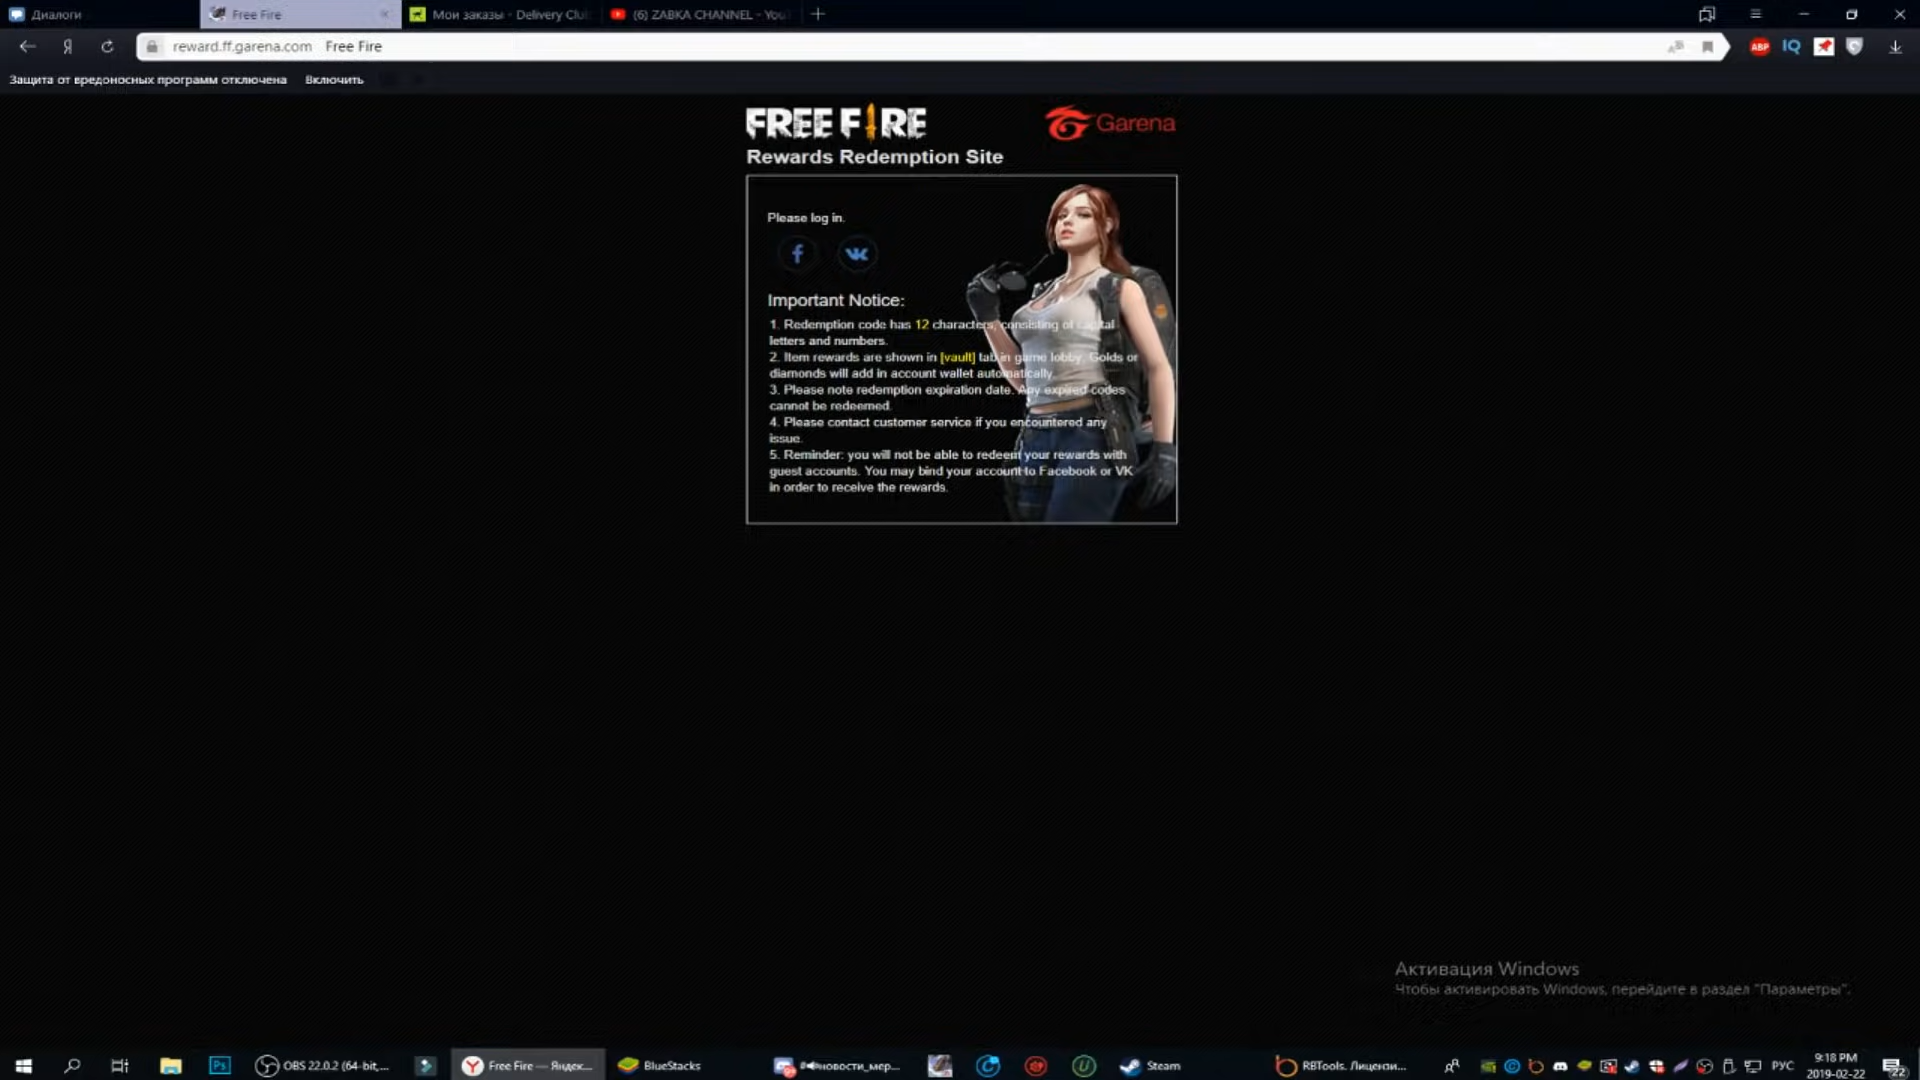 Диалоги
Free Fire
Мои заказы - Delivery Clu
(6) ZABKA CHANNEL - You
Я
reward.ff.garena.com Free Fire
ABP
IQ
Защита от вредоносных программ отключена Включить
FREE FIRE
Garena
Rewards Redemption Site
Please log in.
Important Notice:
1. Redemption code has 12 characters, consisting of capital
letters and numbers.
2. Item rewards are shown in [vault] tab in game lobby. Golds or
diamonds will add in account wallet automatically.
3. Please note redemption expiration date. Any expired codes
cannot be redeemed.
4. Please contact customer service if you encountered any
issue.
5. Reminder: you will not be able to redeem your rewards with
guest accounts. You may bind your account to Facebook or VK
in order to receive the rewards.
Активация Windows
Чтобы активировать Windows, перейдите в раздел "Параметры".
Ps
OBS 22.0.2 (64-bit,...
Free Fire — Яндек...
BlueStacks
новости_мер...
Steam
RBTools. Лицензи...
РУС
9:18 PM
2019-02-22
22